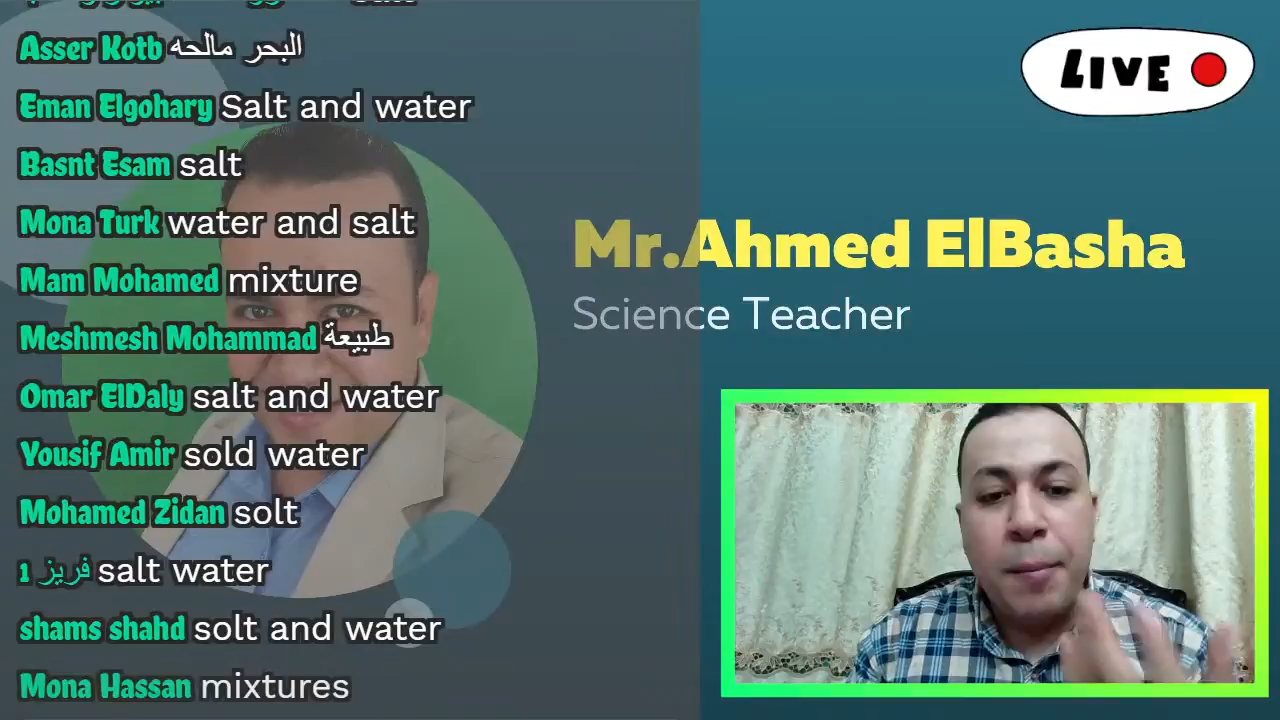 Asser Kotb البحر مالحه
Eman Elgohary Salt and water
Basnt Esam salt
Mona Turk water and salt
Mam Mohamed mixture
Meshmesh Mohammad طبيعة
Omar ElDaly salt and water
Yousif Amir sold water
Mohamed Zidan solt
فريز 1 salt water
shams shahd solt and water
Mona Hassan mixtures
LIVE
Mr.Ahmed ElBasha
Science Teacher